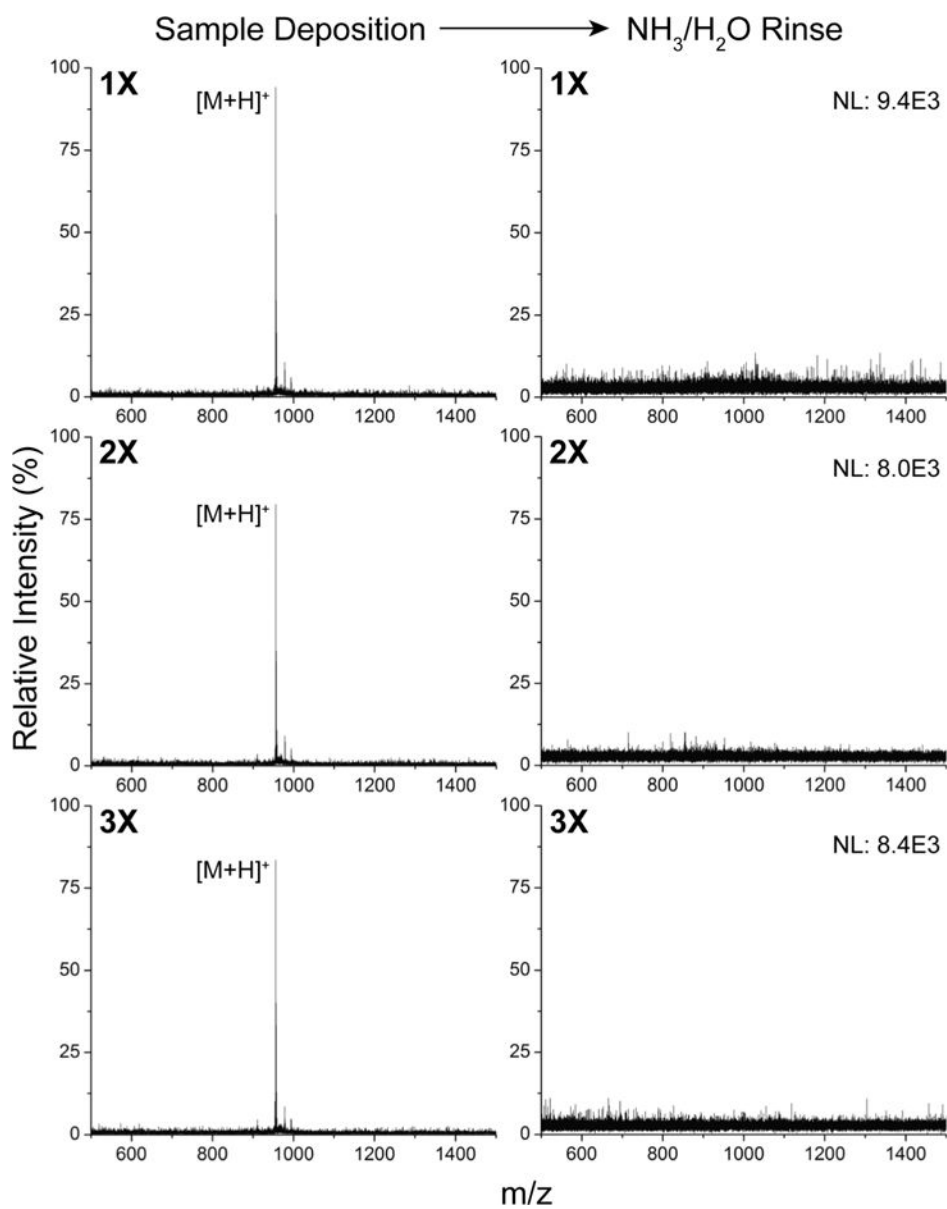 Sample Deposition → NH₃/H₂O Rinse
1X
[M+H]⁺
100
75
50
25
0
600 800 1000 1200 1400
1X
NL: 9.4E3
100
75
50
25
0
600 800 1000 1200 1400
2X
[M+H]⁺
100
75
50
25
0
600 800 1000 1200 1400
2X
NL: 8.0E3
100
75
50
25
0
600 800 1000 1200 1400
3X
[M+H]⁺
100
75
50
25
0
600 800 1000 1200 1400
3X
NL: 8.4E3
100
75
50
25
0
600 800 1000 1200 1400
Relative Intensity (%)
m/z